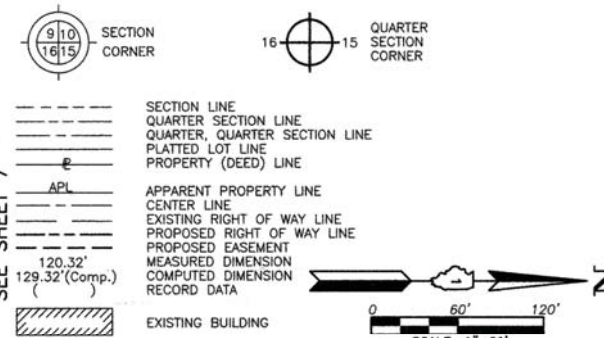 9 10
16 15
SECTION
CORNER
16 15
QUARTER
SECTION
CORNER
SECTION LINE
QUARTER SECTION LINE
QUARTER, QUARTER SECTION LINE
PLATTED LOT LINE
PROPERTY (DEED) LINE
APL APPARENT PROPERTY LINE
CENTER LINE
EXISTING RIGHT OF WAY LINE
PROPOSED RIGHT OF WAY LINE
PROPOSED EASEMENT
120.32' MEASURED DIMENSION
129.32'(Comp.) COMPUTED DIMENSION
( ) RECORD DATA
EXISTING BUILDING
0 60' 120'
SEE SHEET